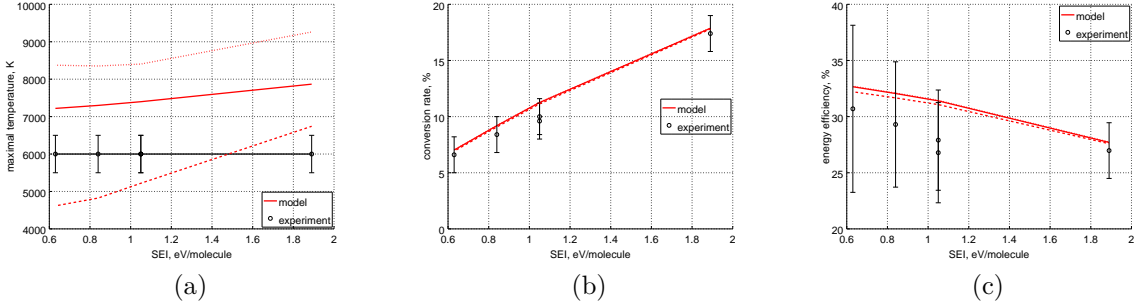 10000
9000
8000
7000
6000
5000
4000
maximal temperature, K
model
experiment
0.6 0.8 1 1.2 1.4 1.6 1.8 2
SEI, eV/molecule
(a)
20
15
10
5
0
conversion rate, %
model
experiment
0.6 0.8 1 1.2 1.4 1.6 1.8 2
SEI, eV/molecule
(b)
40
35
30
25
20
energy efficiency, %
model
experiment
0.6 0.8 1 1.2 1.4 1.6 1.8 2
SEI, eV/molecule
(c)